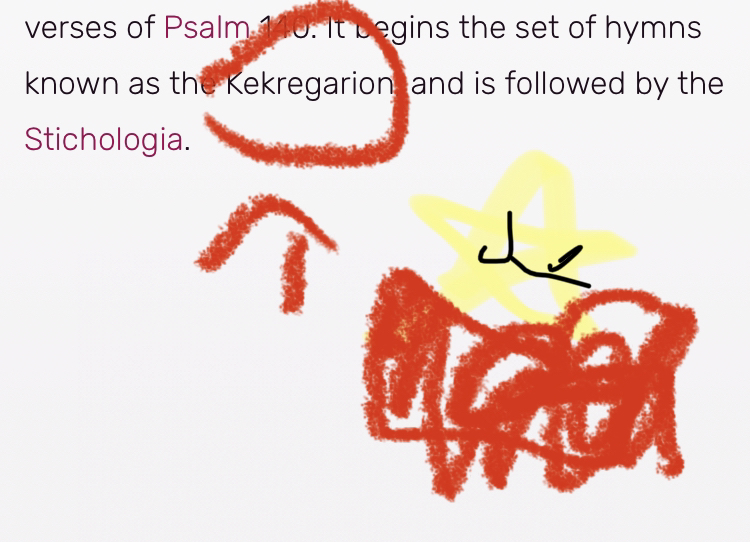 verses of Psalm 140. It begins the set of hymns
known as the Kekregarion, and is followed by the
Stichologia.